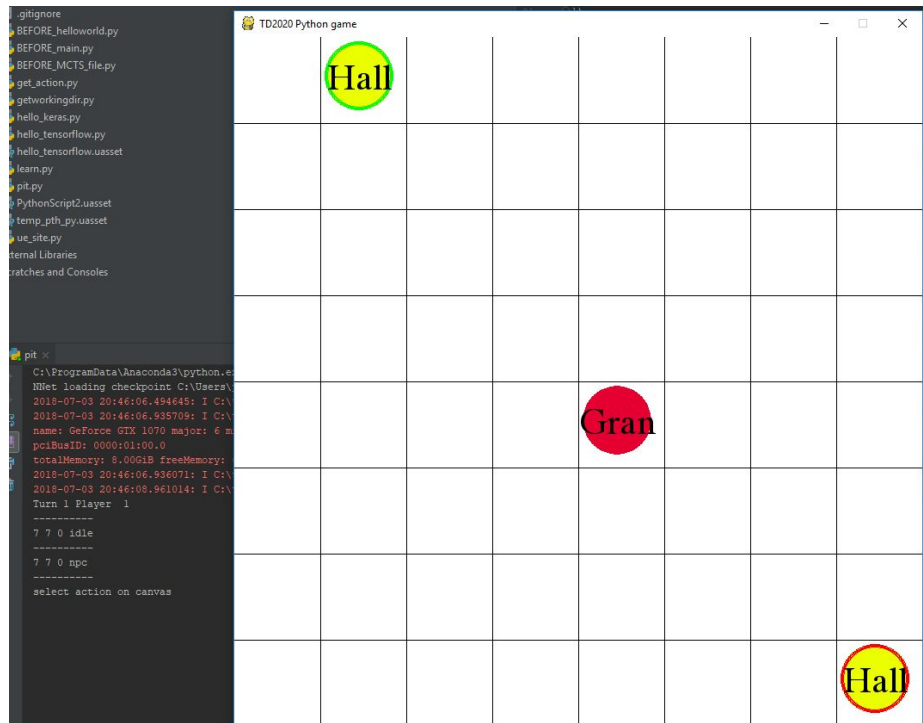 .gitignore
BEFORE_helloworld.py
BEFORE_main.py
BEFORE_MCTS_file.py
get_action.py
getworkingdir.py
hello_keras.py
hello_tensorflow.py
hello_tensorflow.uasset
learn.py
pit.py
PythonScript2.uasset
temp_pth_py.uasset
ue_site.py
ternal Libraries
ratches and Consoles
TD2020 Python game
Hall
Gran
Hall
pit
C:\ProgramData\Anaconda3\python.e
NNet loading checkpoint C:\Users\
2018-07-03 20:46:06.494645: I C:\
2018-07-03 20:46:06.935709: I C:\
name: GeForce GTX 1070 major: 6 m
pciBusID: 0000:01:00.0
totalMemory: 8.00GiB freeMemory:
2018-07-03 20:46:06.936071: I C:\
2018-07-03 20:46:08.961014: I C:\
Turn 1 Player 1
----------
7 7 0 idle
----------
7 7 0 npc
----------
select action on canvas